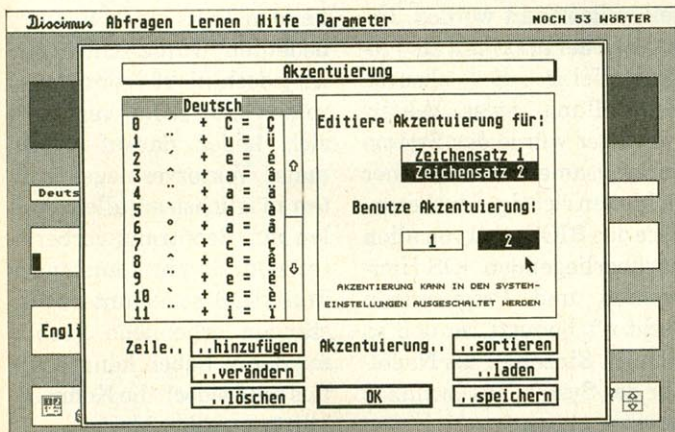 Discimus Abfragen Lernen Hilfe Parameter NOCH 53 WöRTER
Akzentuierung
Deutsch
0 + C = Ç
1 ¨ + u = ü
2 ´ + e = é
3 ^ + a = â
4 ¨ + a = ä
5 ` + a = à
6 ° + a = å
7 + c = ç
8 ^ + e = ê
9 ¨ + e = ë
10 ` + e = è
11 ¨ + i = ï
Editiere Akzentuierung für:
Zeichensatz 1
Zeichensatz 2
Benutze Akzentuierung:
1 2
AKZENTIERUNG KANN IN DEN SYSTEM-
EINSTELLUNGEN AUSGESCHALTET WERDEN
Deuts
Engli
Zeile.. ..hinzufügen
..verändern
..löschen
Akzentuierung.. ..sortieren
..laden
..speichern
OK
?